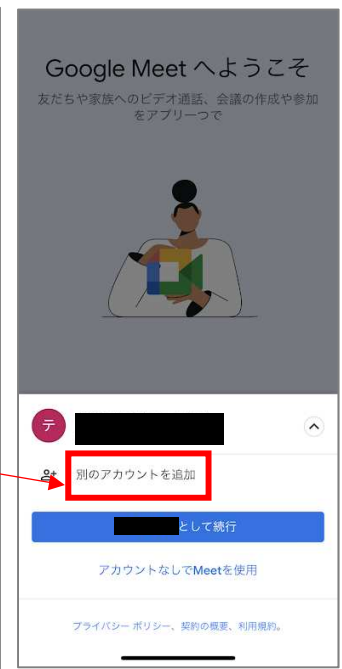 Google Meet へようこそ
友だちや家族へのビデオ通話、会議の作成や参加
をアプリ一つで
テ
別のアカウントを追加
として続行
アカウントなしでMeetを使用
プライバシー ポリシー、契約の概要、利用規約。